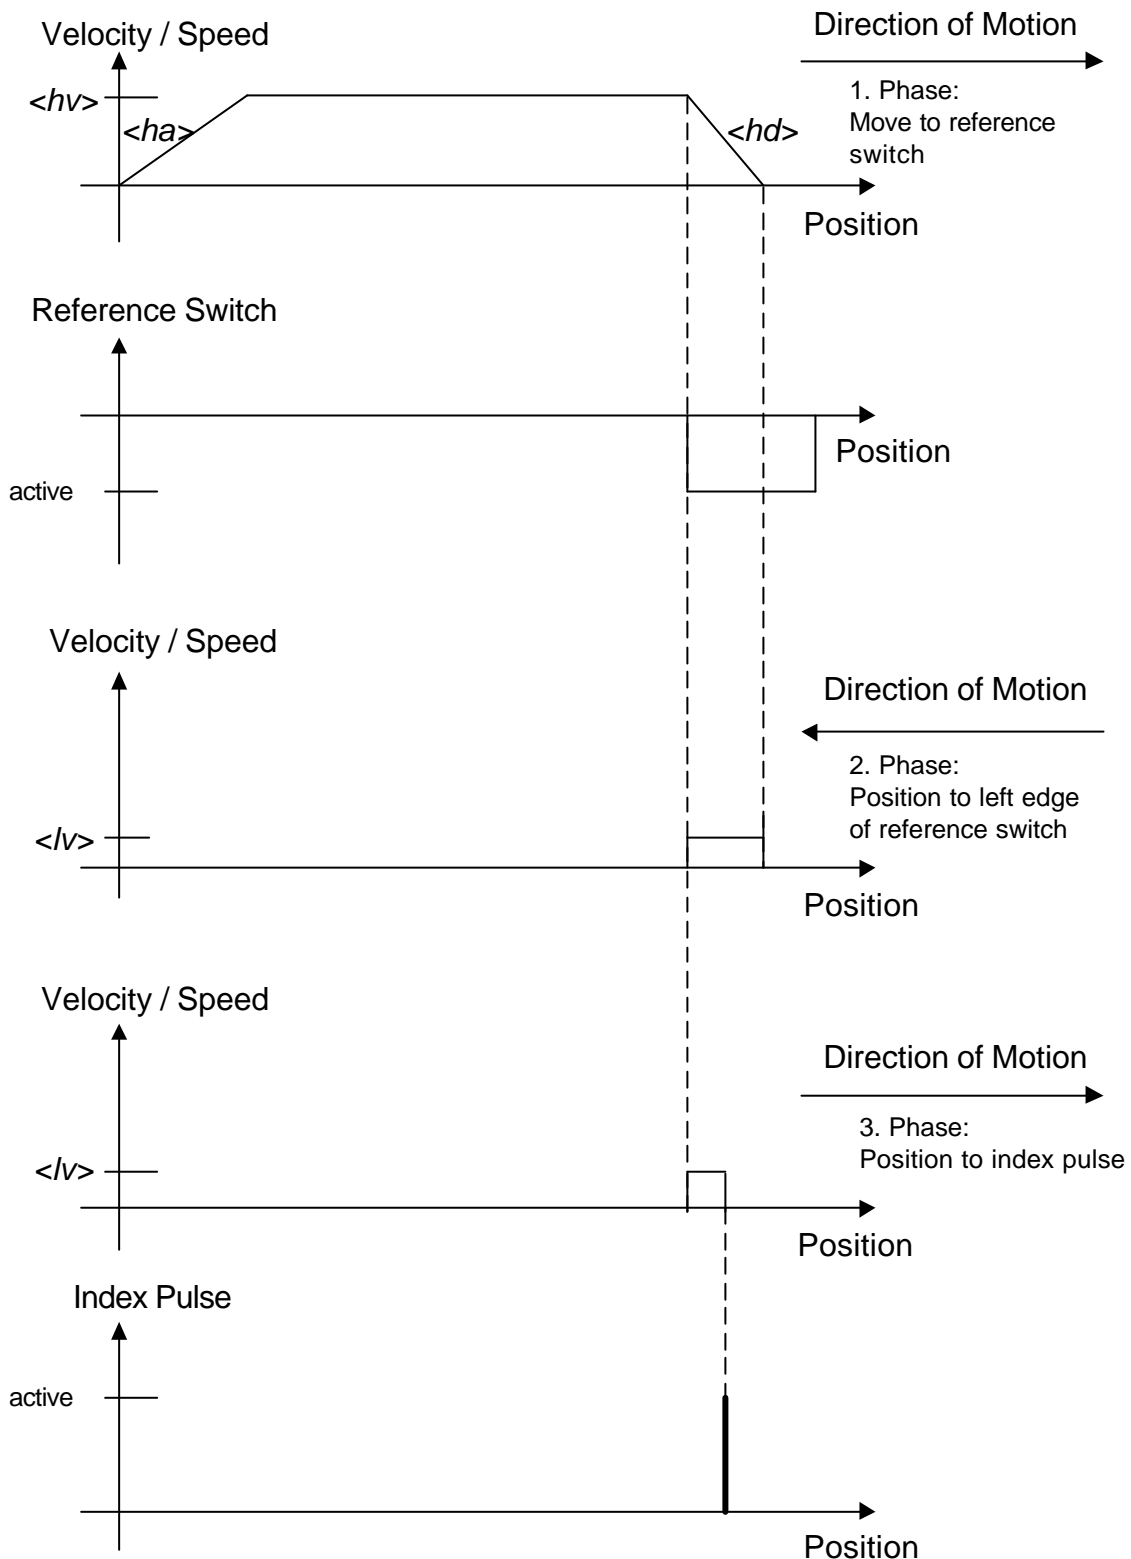 Velocity / Speed
Direction of Motion
<hv>
<ha>
<hd>
1. Phase:
Move to reference
switch
Position
Reference Switch
Position
active
Velocity / Speed
Direction of Motion
2. Phase:
Position to left edge
of reference switch
<lv>
Position
Velocity / Speed
Direction of Motion
3. Phase:
Position to index pulse
<lv>
Position
Index Pulse
active
Position